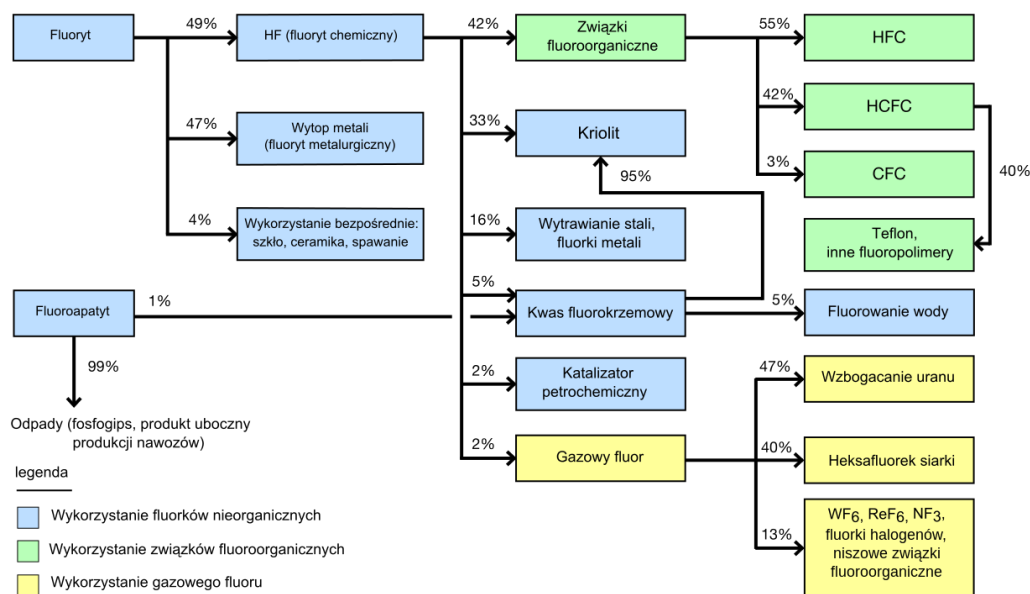 Fluoryt
49%
HF (fluoryt chemiczny)
42%
Związki
fluoroorganiczne
55%
HFC
42%
HCFC
47%
Wytop metali
(fluoryt metalurgiczny)
33%
Kriolit
3%
CFC
40%
95%
4%
Wykorzystanie bezpośrednie:
szkło, ceramika, spawanie
16%
Wytrawianie stali,
fluorki metali
Teflon,
inne fluoropolimery
Fluoroapatyt
1%
5%
Kwas fluorokrzemowy
5%
Fluorowanie wody
99%
2%
Katalizator
petrochemiczny
47%
Wzbogacanie uranu
Odpady (fosfogips, produkt uboczny
produkcji nawozów)
2%
Gazowy fluor
40%
Heksafluorek siarki
13%
WF6, ReF6, NF3,
fluorki halogenów,
niszowe związki
fluoroorganiczne
legenda
Wykorzystanie fluorków nieorganicznych
Wykorzystanie związków fluoroorganicznych
Wykorzystanie gazowego fluoru